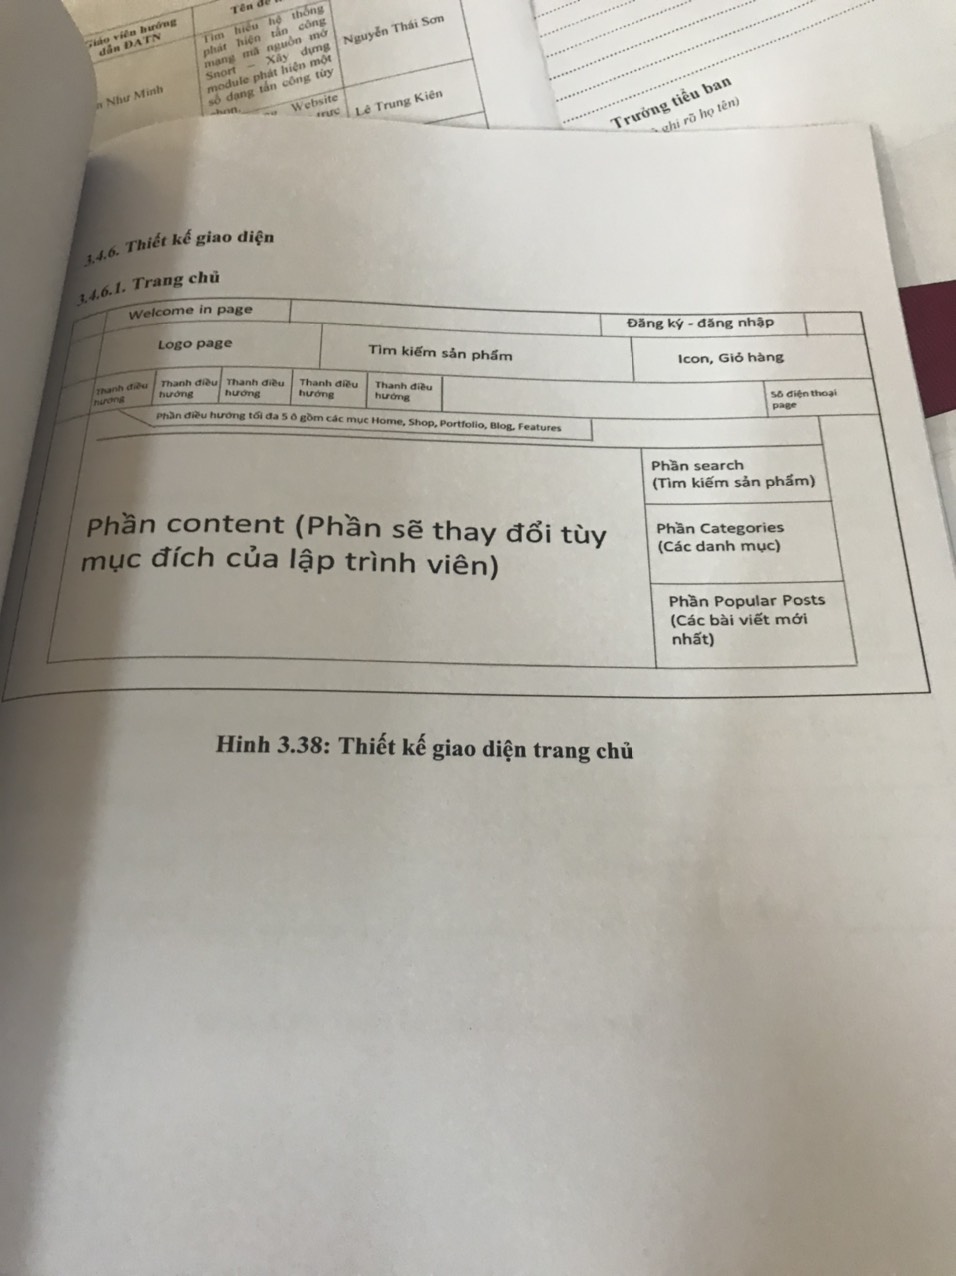 Giáo viên hướng
dẫn ĐATN
Tên đề
Tìm hiểu hệ thống
phát hiện tấn công
mạng mã nguồn mở
Snort – Xây dựng
module phát hiện một
số dạng tấn công tùy
chọn.
Nguyễn Thái Sơn
Như Minh
Website
trực
Lê Trung Kiên
Trưởng tiểu ban
ghi rõ họ tên)
3.4.6. Thiết kế giao diện
3.4.6.1. Trang chủ
Welcome in page
Đăng ký - đăng nhập
Logo page
Tìm kiếm sản phẩm
Icon, Giỏ hàng
Thanh điều
hướng
Thanh điều
hướng
Thanh điều
hướng
Thanh điều
hướng
Thanh điều
hướng
Số điện thoại
page
Phần điều hướng tối đa 5 ô gồm các mục Home, Shop, Portfolio, Blog, Features
Phần content (Phần sẽ thay đổi tùy
mục đích của lập trình viên)
Phần search
(Tìm kiếm sản phẩm)
Phần Categories
(Các danh mục)
Phần Popular Posts
(Các bài viết mới
nhất)
Hình 3.38: Thiết kế giao diện trang chủ